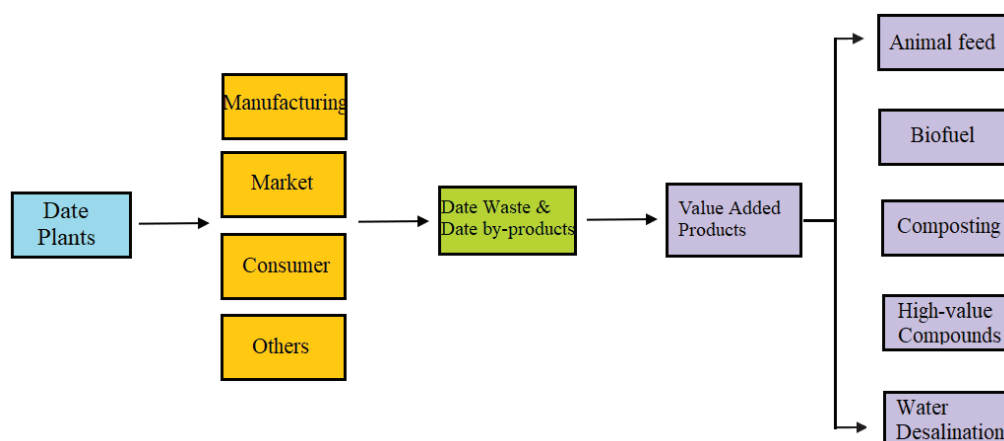 Date
Plants
Manufacturing
Market
Consumer
Others
Date Waste &
Date by-products
Value Added
Products
Animal feed
Biofuel
Composting
High-value
Compounds
Water
Desalination